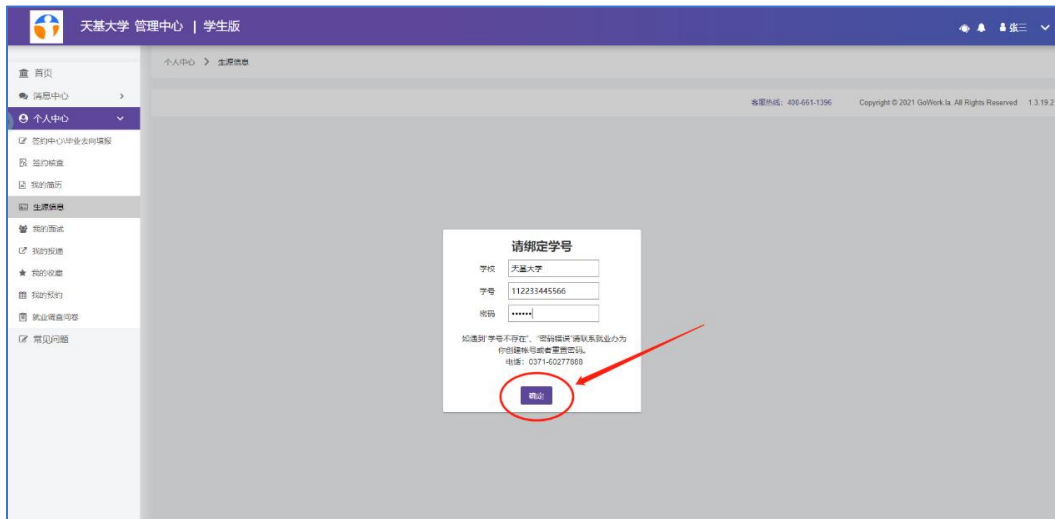 天基大学 管理中心 | 学生版
张三
首页
消息中心
个人中心
签约中心\毕业去向填报
签约核查
我的简历
生源信息
我的面试
我的投递
我的收藏
我的预约
就业调查问卷
常见问题
个人中心 > 生源信息
客服热线：400-661-1396 Copyright © 2021 GoWork.la. All Rights Reserved 1.3.19.2
请绑定学号
学校 天基大学
学号 112233445566
密码 ••••••
如遇到“学号不存在”、“密码错误”请联系就业办为
你创建账号或者重置密码。
电话：0371-60277888
确定